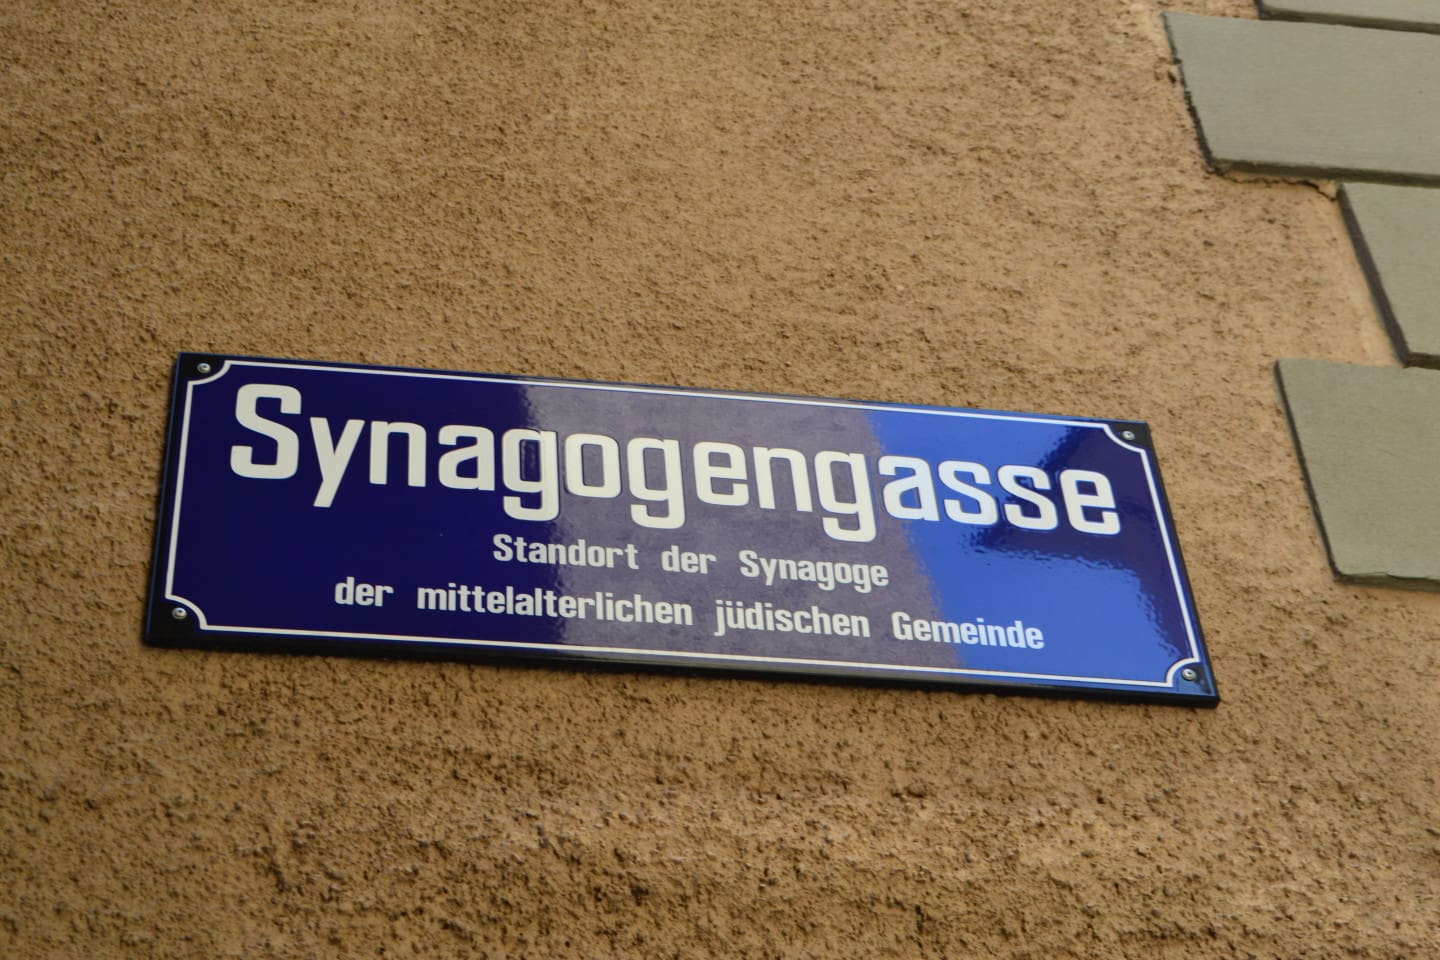 Synagogengasse
Standort der Synagoge
der mittelalterlichen jüdischen Gemeinde